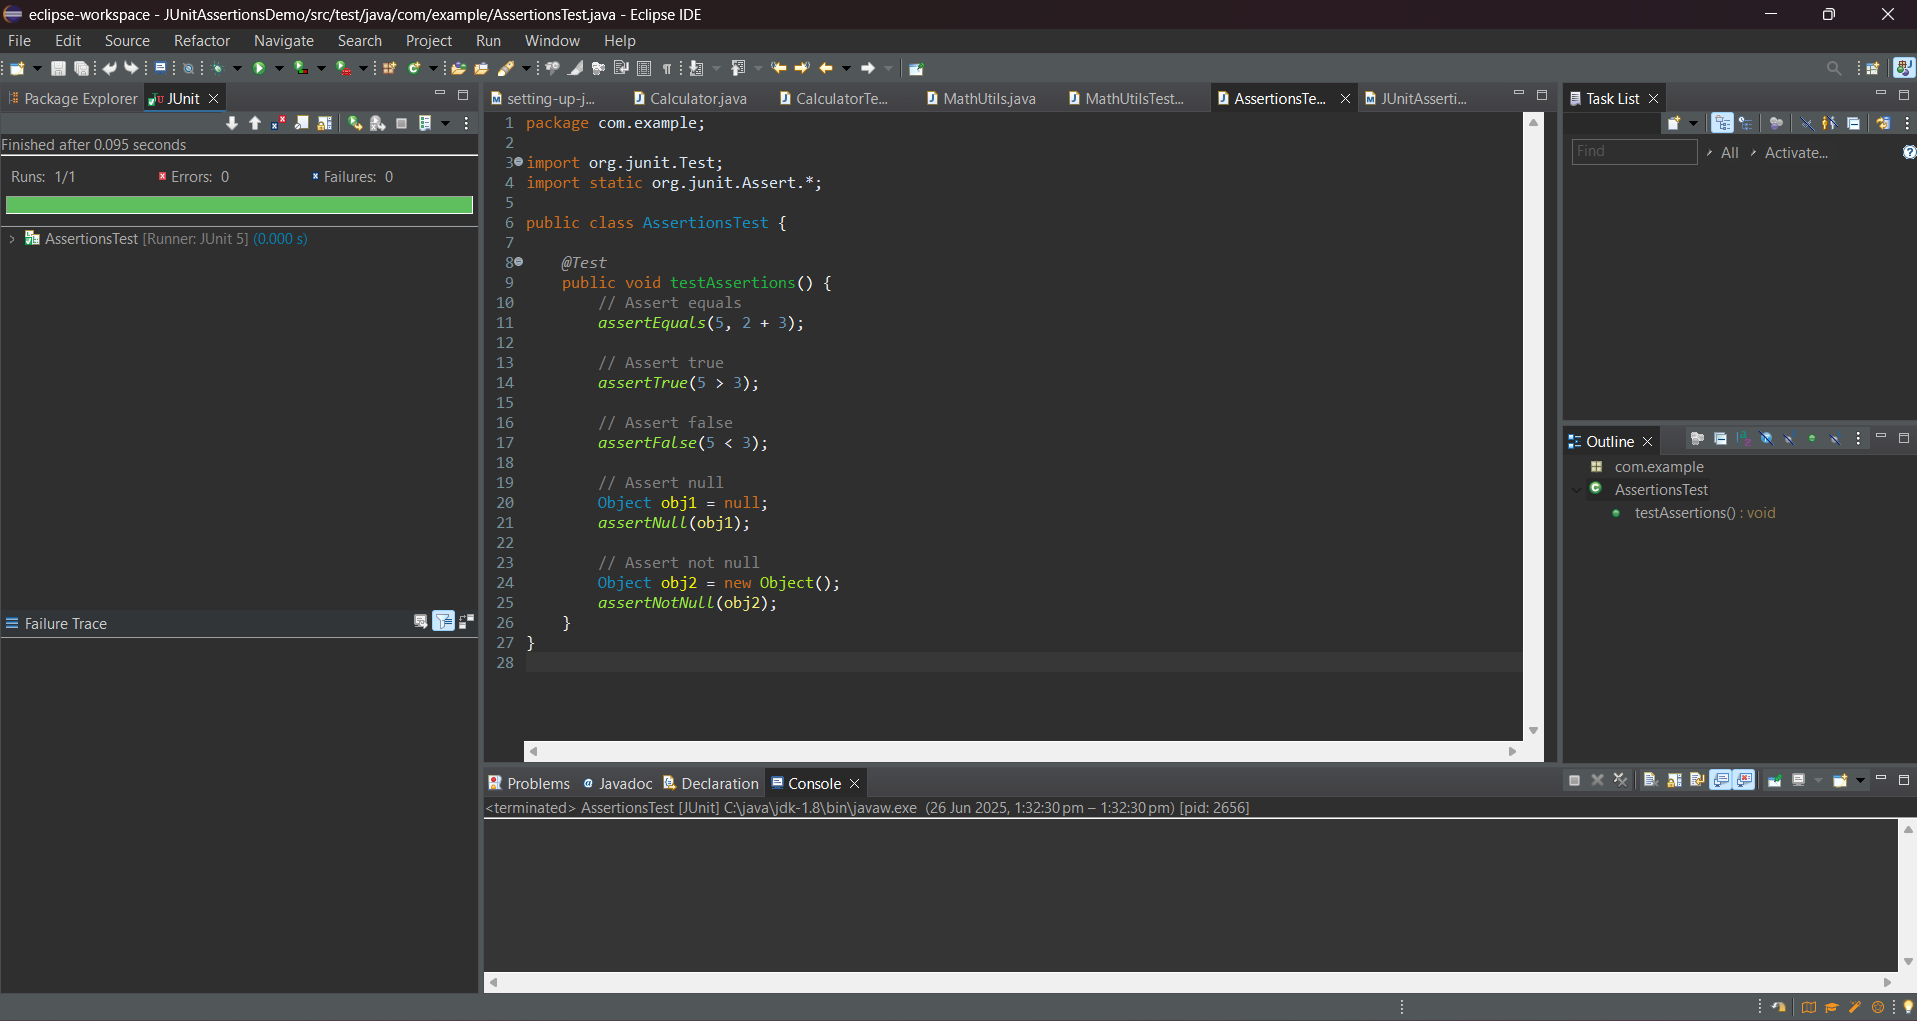 eclipse-workspace - JUnitAssertionsDemo/src/test/java/com/example/AssertionsTest.java - Eclipse IDE
File Edit Source Refactor Navigate Search Project Run Window Help
Package Explorer JUnit
Finished after 0.095 seconds
Runs: 1/1 Errors: 0 Failures: 0
AssertionsTest [Runner: JUnit 5] (0.000 s)
Failure Trace
setting-up-j... Calculator.java CalculatorTe... MathUtils.java MathUtilsTest... AssertionsTe... JUnitAsserti...
1 package com.example;
2
3 import org.junit.Test;
4 import static org.junit.Assert.*;
5
6 public class AssertionsTest {
7
8 @Test
9 public void testAssertions() {
10 // Assert equals
11 assertEquals(5, 2 + 3);
12
13 // Assert true
14 assertTrue(5 > 3);
15
16 // Assert false
17 assertFalse(5 < 3);
18
19 // Assert null
20 Object obj1 = null;
21 assertNull(obj1);
22
23 // Assert not null
24 Object obj2 = new Object();
25 assertNotNull(obj2);
26 }
27 }
28
Problems Javadoc Declaration Console
<terminated> AssertionsTest [JUnit] C:\java\jdk-1.8\bin\javaw.exe (26 Jun 2025, 1:32:30 pm – 1:32:30 pm) [pid: 2656]
Task List
Find All Activate...
Outline
com.example
AssertionsTest
testAssertions() : void